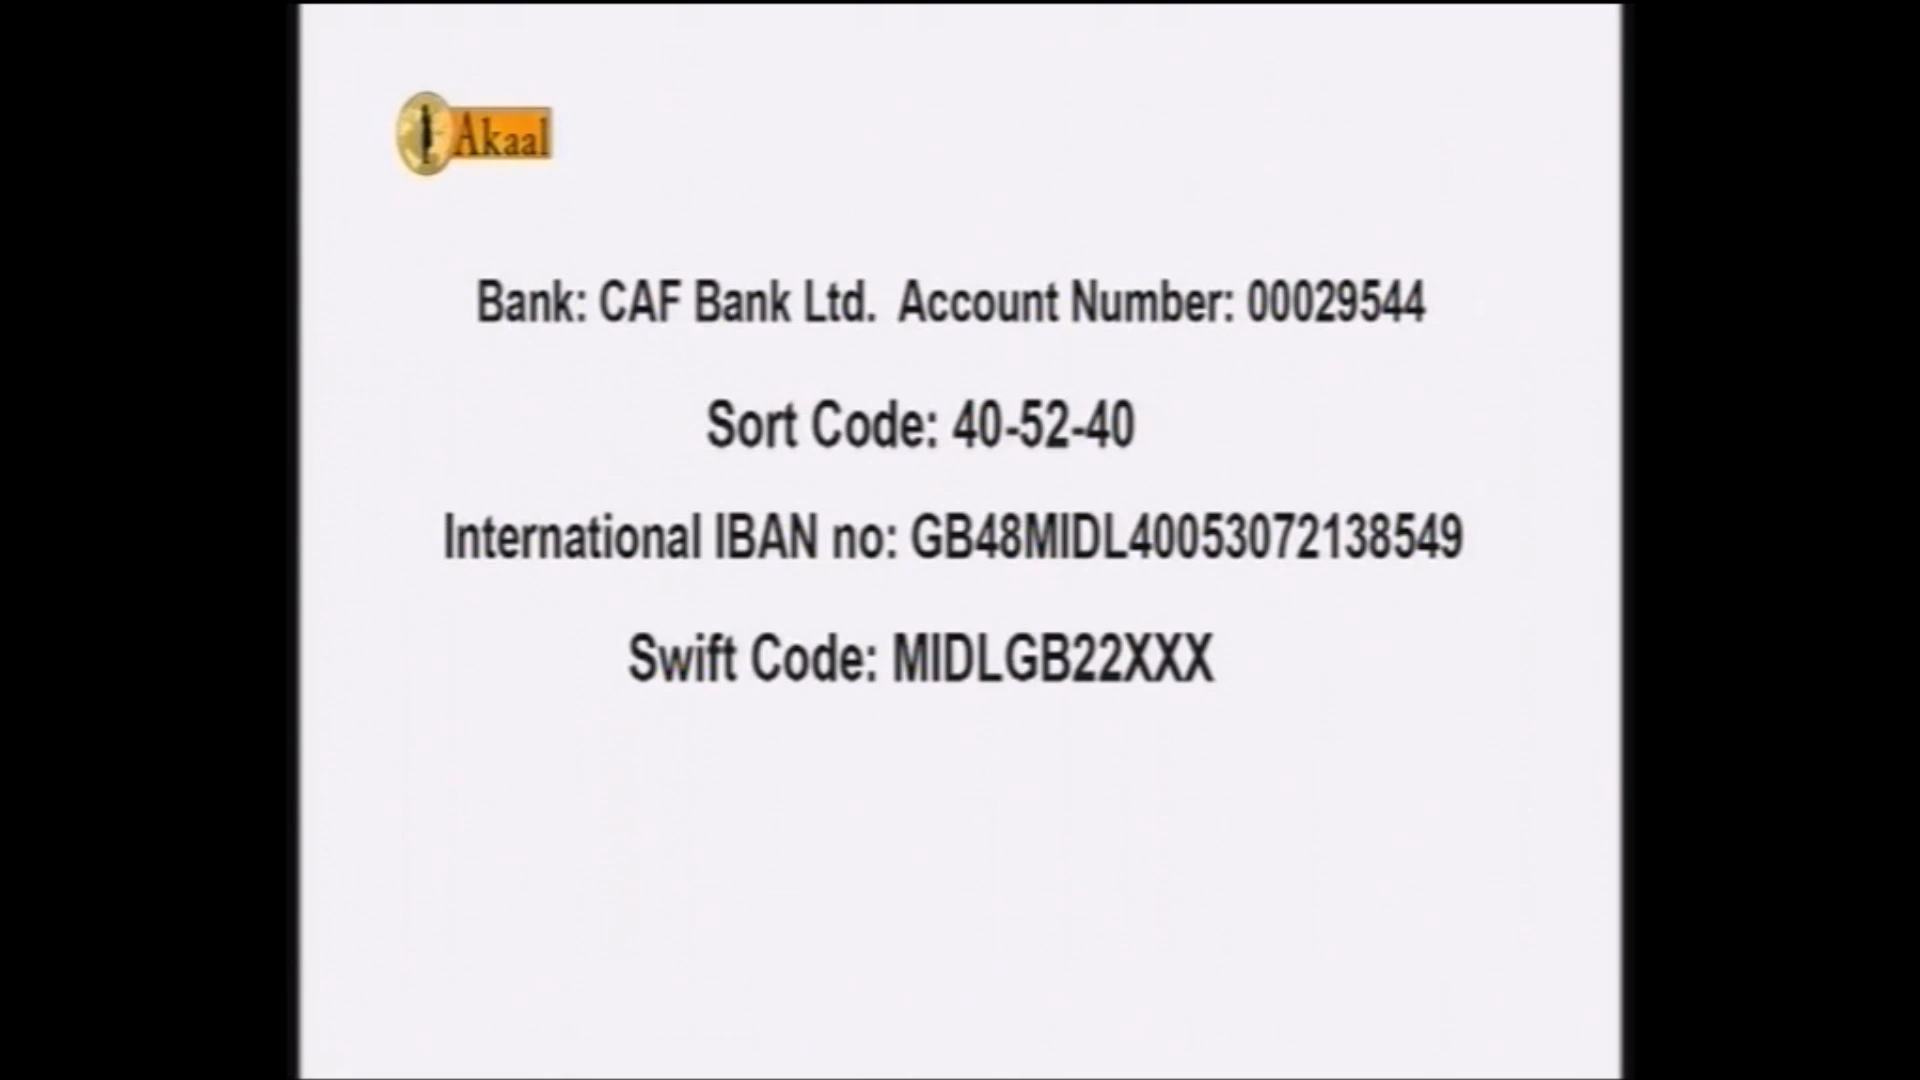 Akaal
Bank: CAF Bank Ltd. Account Number: 00029544
Sort Code: 40-52-40
International IBAN no: GB48MIDL40053072138549
Swift Code: MIDLGB22XXX